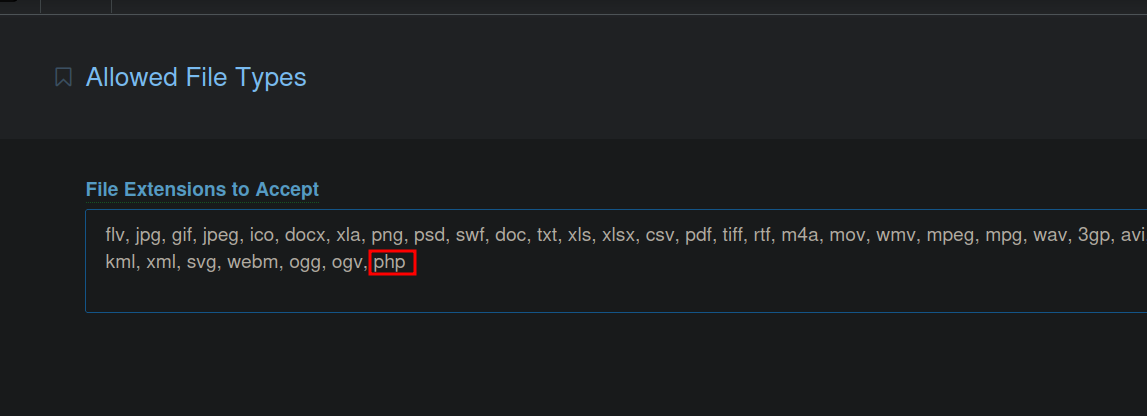 Allowed File Types
File Extensions to Accept
flv, jpg, gif, jpeg, ico, docx, xla, png, psd, swf, doc, txt, xls, xlsx, csv, pdf, tiff, rtf, m4a, mov, wmv, mpeg, mpg, wav, 3gp, avi
kml, xml, svg, webm, ogg, ogv, php